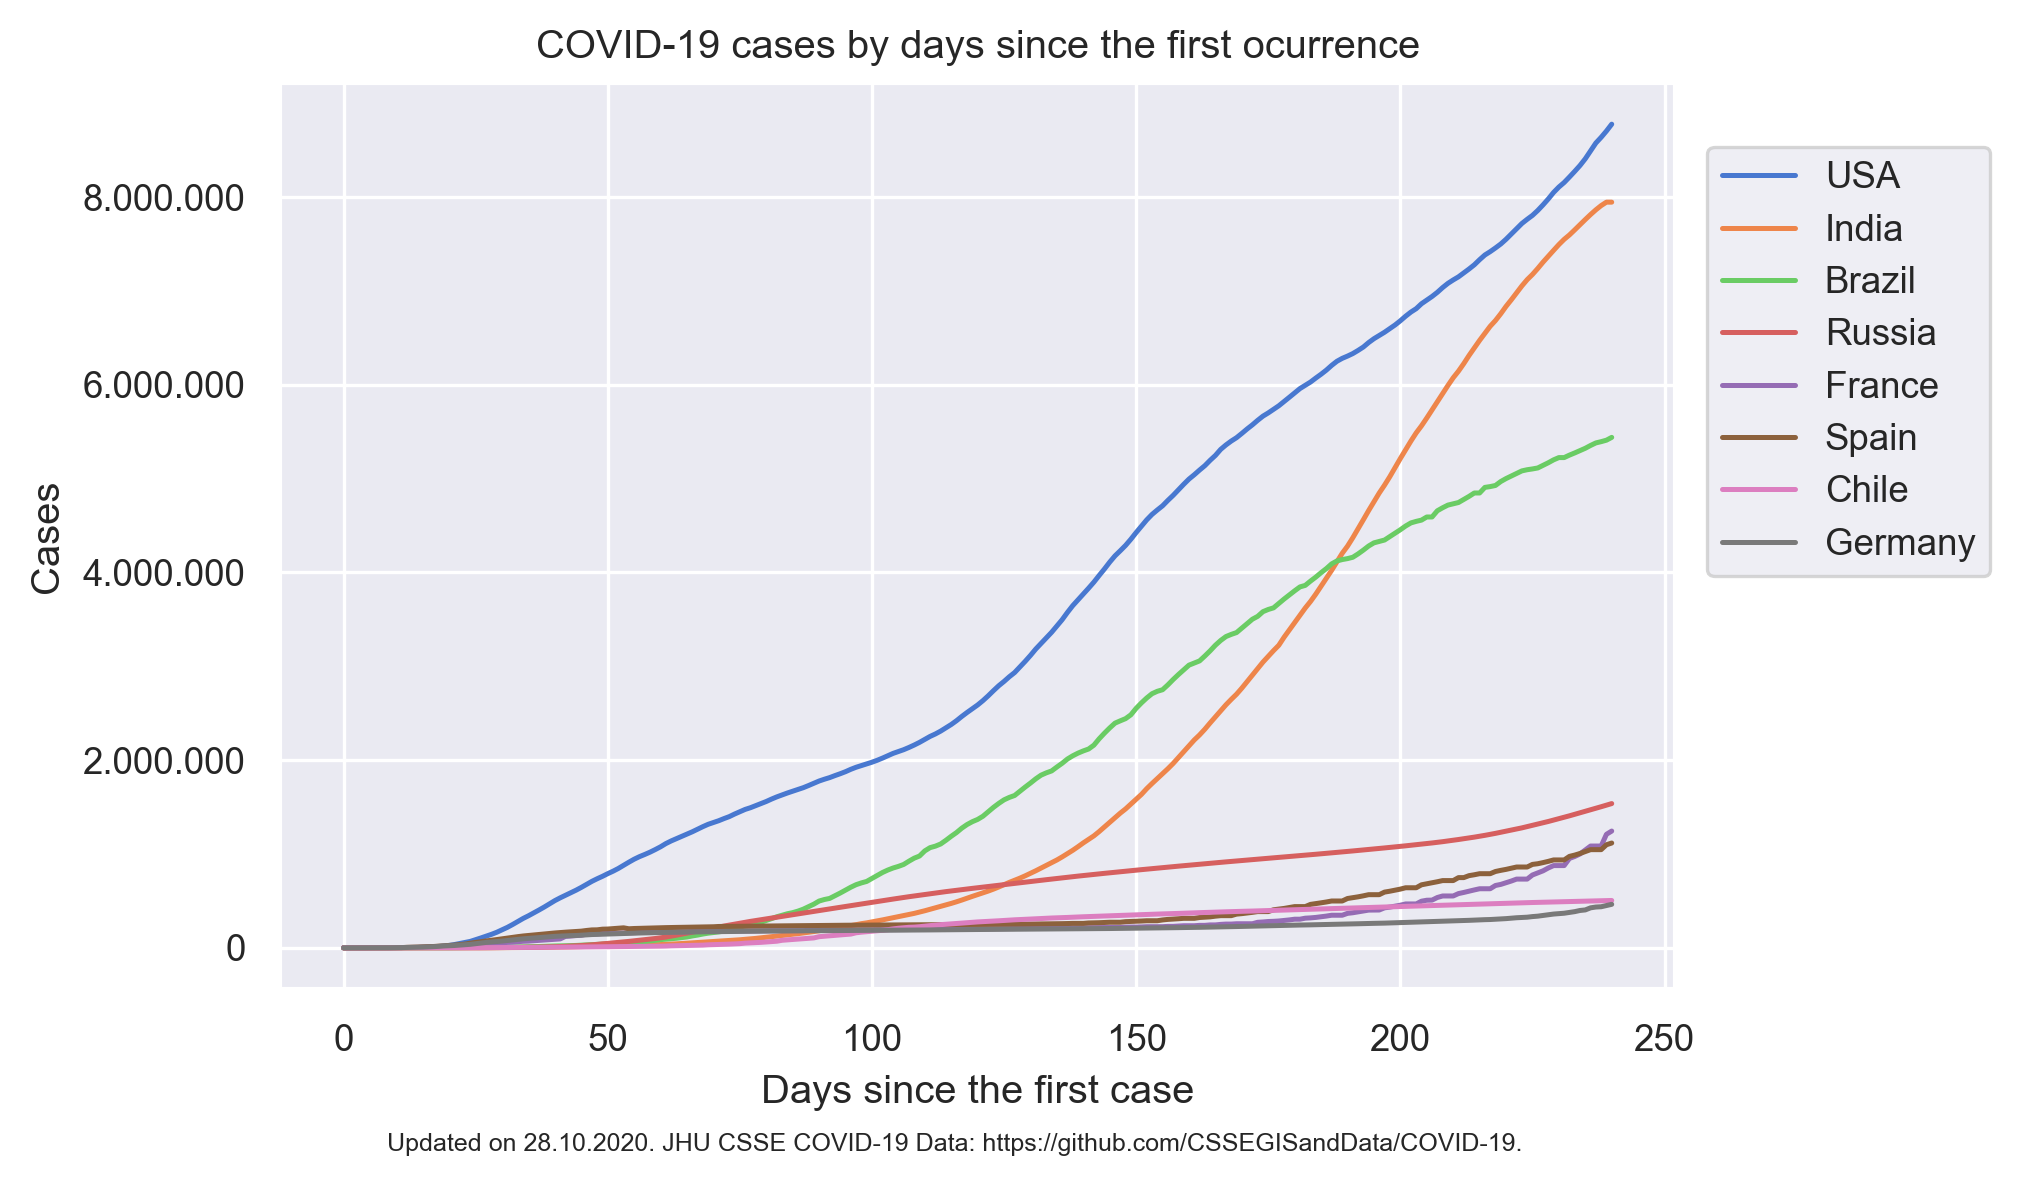 COVID-19 cases by days since the first ocurrence
8.000.000
6.000.000
4.000.000
2.000.000
0
Cases
0 50 100 150 200 250
Days since the first case
USA
India
Brazil
Russia
France
Spain
Chile
Germany
Updated on 28.10.2020. JHU CSSE COVID-19 Data: https://github.com/CSSEGISandData/COVID-19.